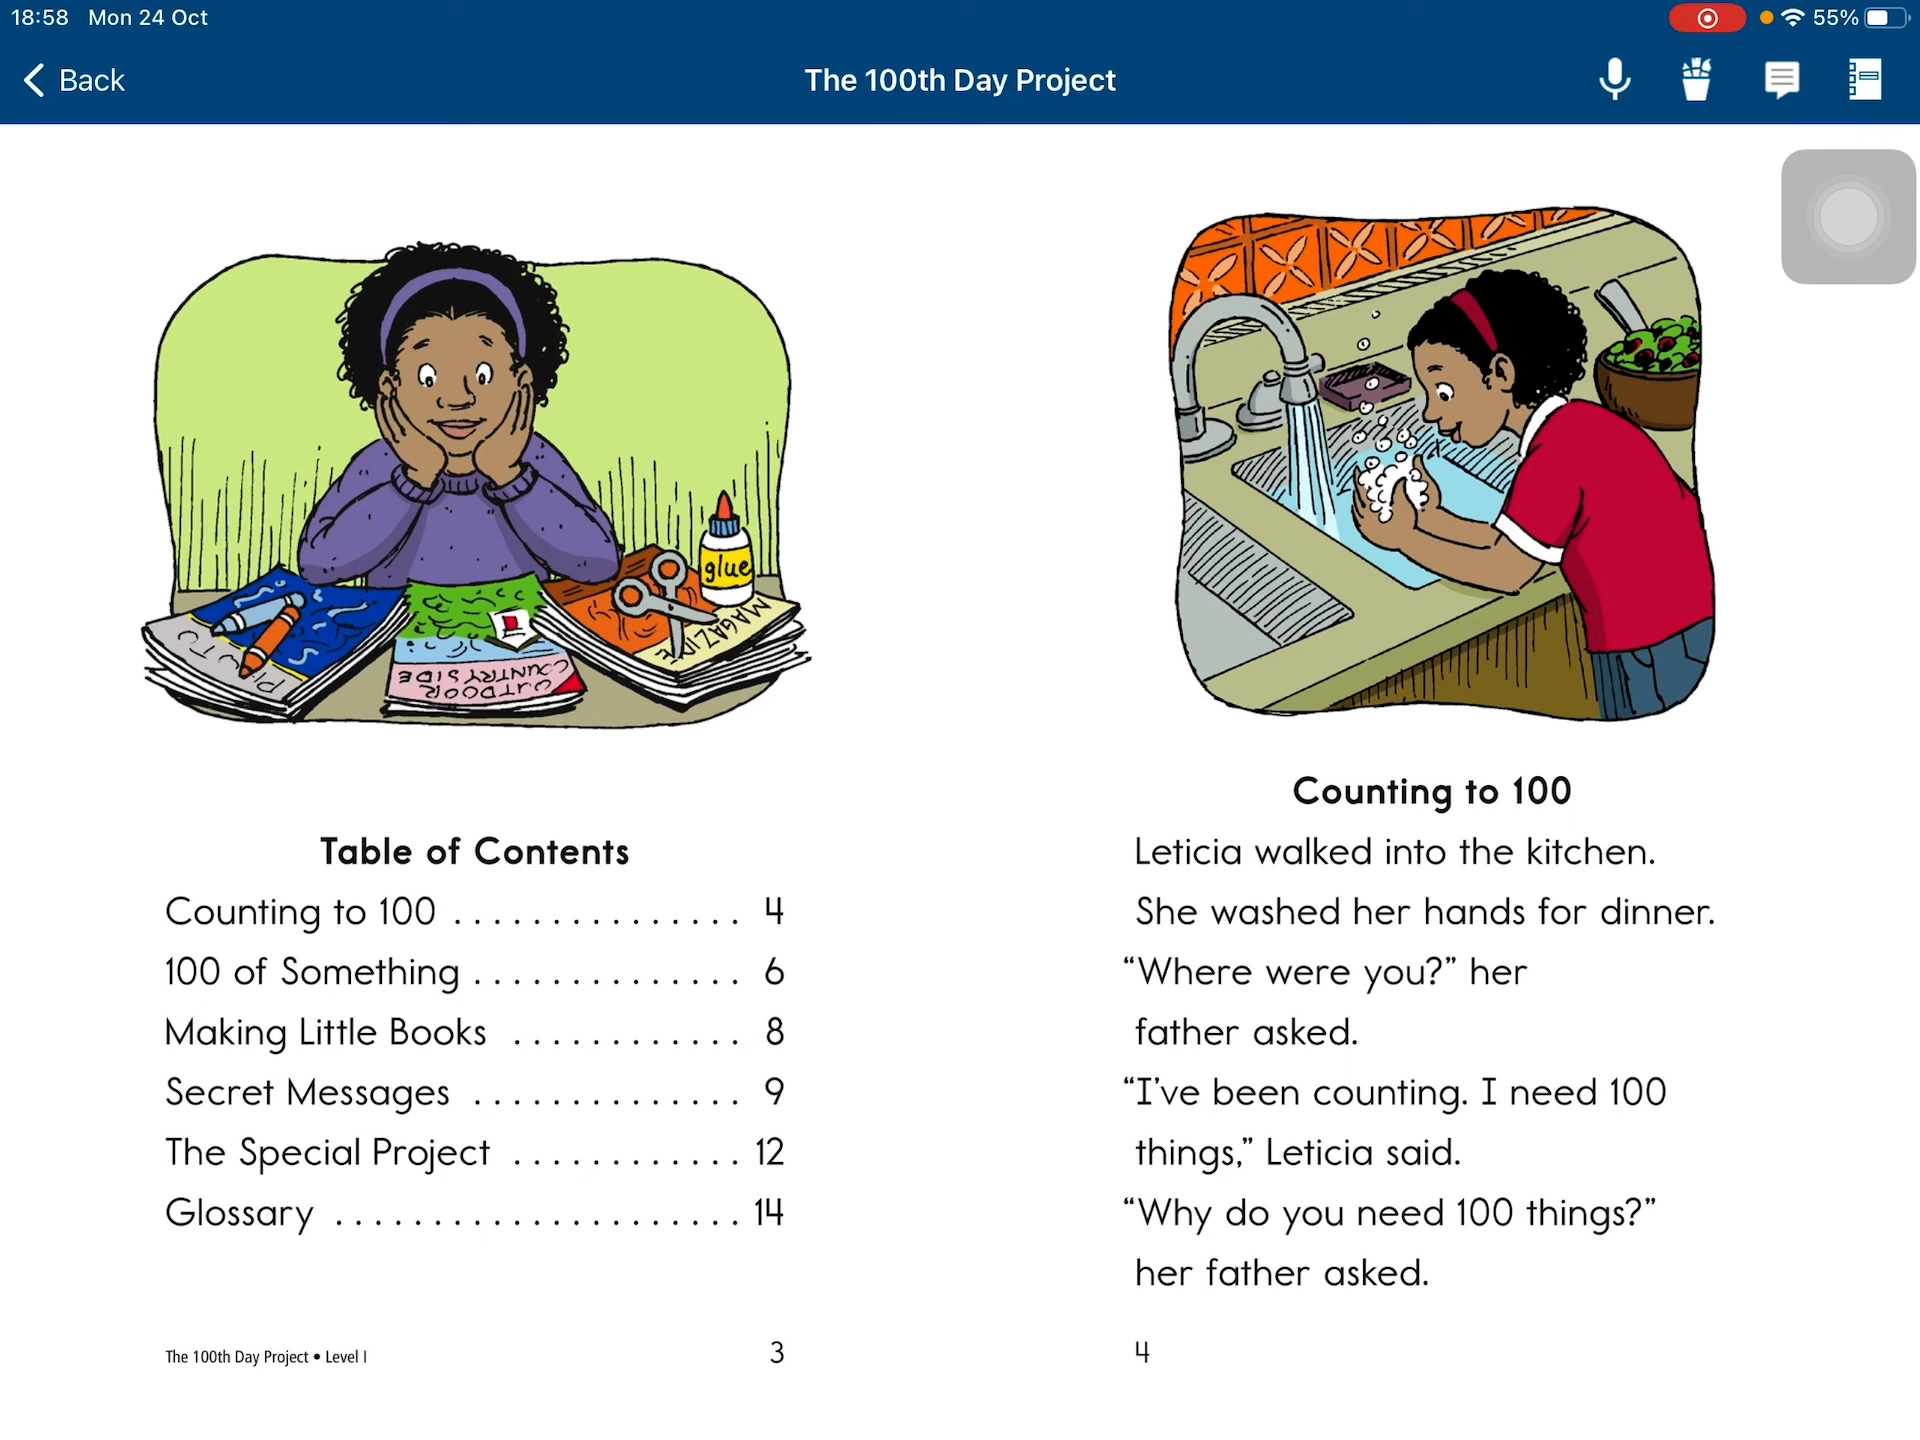 18:58 Mon 24 Oct
55%
Back
The 100th Day Project
glue
MAGAZINE
OUTDOOR
COUNTRYSIDE
Table of Contents
Counting to 100 . . . . . . . . . . . . . . . 4
100 of Something . . . . . . . . . . . . . . 6
Making Little Books . . . . . . . . . . . . 8
Secret Messages . . . . . . . . . . . . . . 9
The Special Project . . . . . . . . . . . . 12
Glossary . . . . . . . . . . . . . . . . . . . . . 14
The 100th Day Project • Level I
3
Counting to 100
Leticia walked into the kitchen.
She washed her hands for dinner.
“Where were you?” her
father asked.
“I’ve been counting. I need 100
things,” Leticia said.
“Why do you need 100 things?”
her father asked.
4